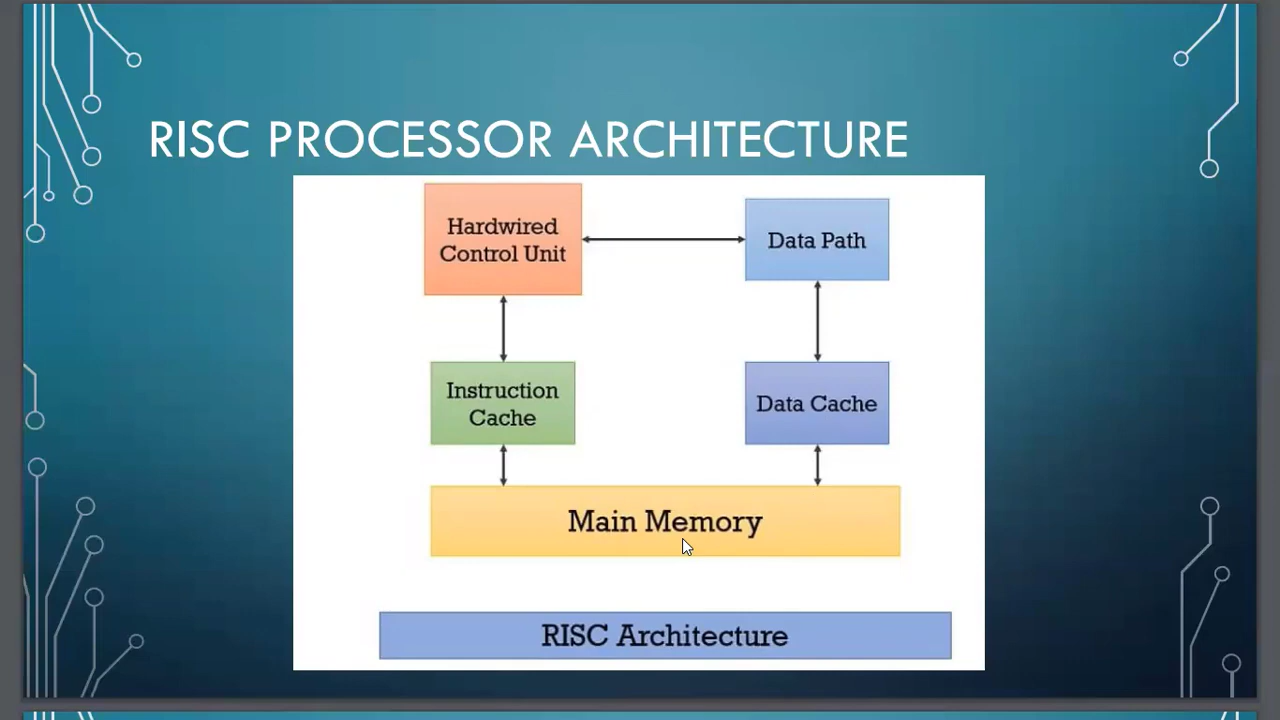 RISC PROCESSOR ARCHITECTURE
Hardwired
Control Unit
Data Path
Instruction
Cache
Data Cache
Main Memory
RISC Architecture